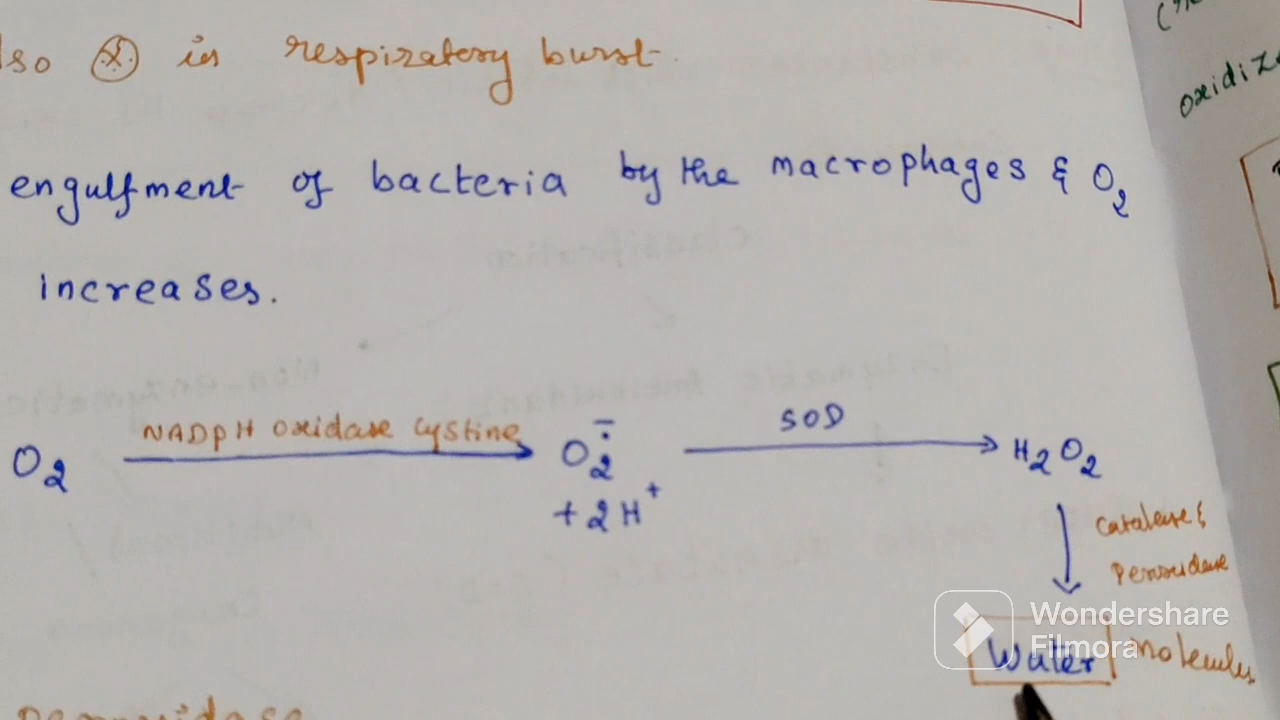 so ⊗ in respiratory burst.
engulfment of bacteria by the macrophages & O₂
increases.
oxidiz
O₂ NADPH oxidase cystine O₂⁻̇ SOD H₂O₂
+ 2H⁺
catalase &
peroxidase
Wondershare
Filmora
Water molecules